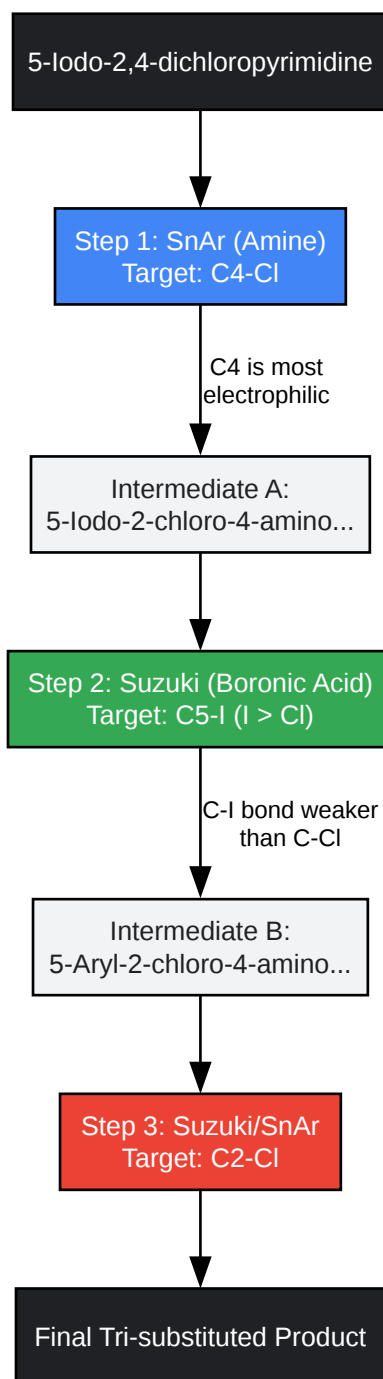 5-Iodo-2,4-dichloropyrimidine
Step 1: SnAr (Amine)
Target: C4-Cl
C4 is most
electrophilic
Intermediate A:
5-Iodo-2-chloro-4-amino...
Step 2: Suzuki (Boronic Acid)
Target: C5-I (I > Cl)
C-I bond weaker
than C-Cl
Intermediate B:
5-Aryl-2-chloro-4-amino...
Step 3: Suzuki/SnAr
Target: C2-Cl
Final Tri-substituted Product